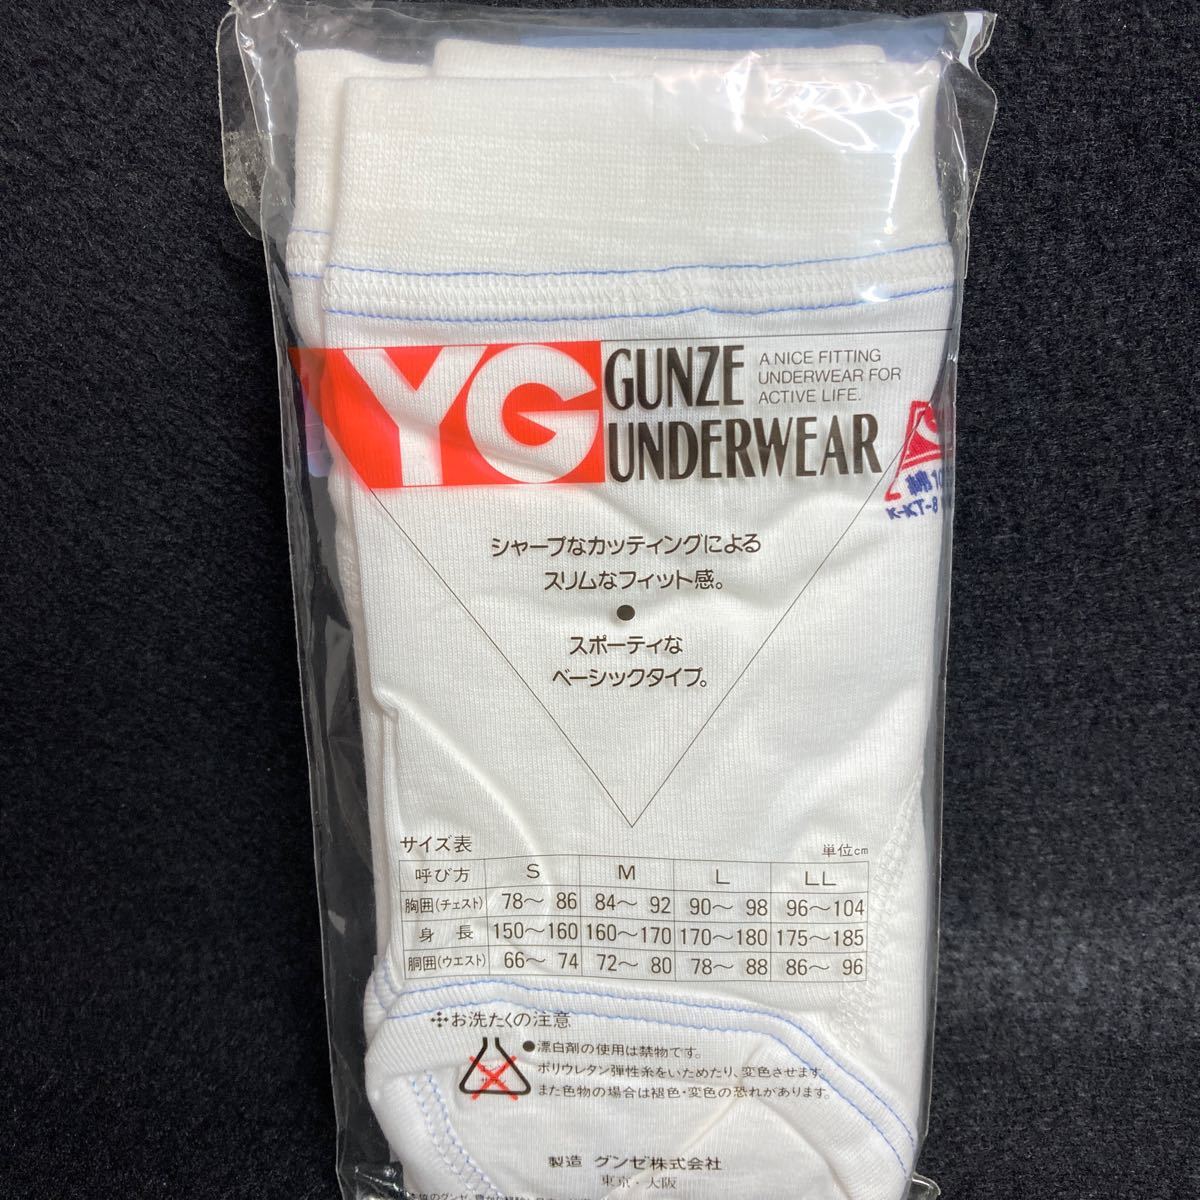 YG
GUNZE
UNDERWEAR
A NICE FITTING
UNDERWEAR FOR
ACTIVE LIFE.
綿10
K-KT-8
シャープなカッティングによる
スリムなフィット感。
●
スポーティな
ベーシックタイプ。
サイズ表 単位cm
呼び方 S M L LL
胸囲(チェスト) 78〜86 84〜92 90〜98 96〜104
身長 150〜160 160〜170 170〜180 175〜185
胴囲(ウエスト) 66〜74 72〜80 78〜88 86〜96
お洗たくの注意
●漂白剤の使用は禁物です。
ポリウレタン弾性糸をいためたり、変色させます。
また色物の場合は褪色・変色の恐れがあります。
製造 グンゼ株式会社
東京・大阪